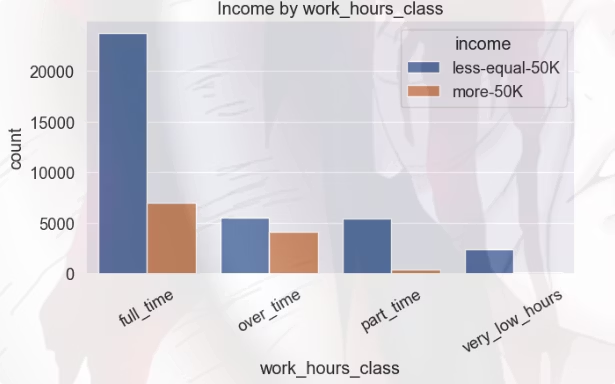 Income by work_hours_class
income
less-equal-50K
more-50K
count
20000
15000
10000
5000
0
full_time
over_time
part_time
very_low_hours
work_hours_class